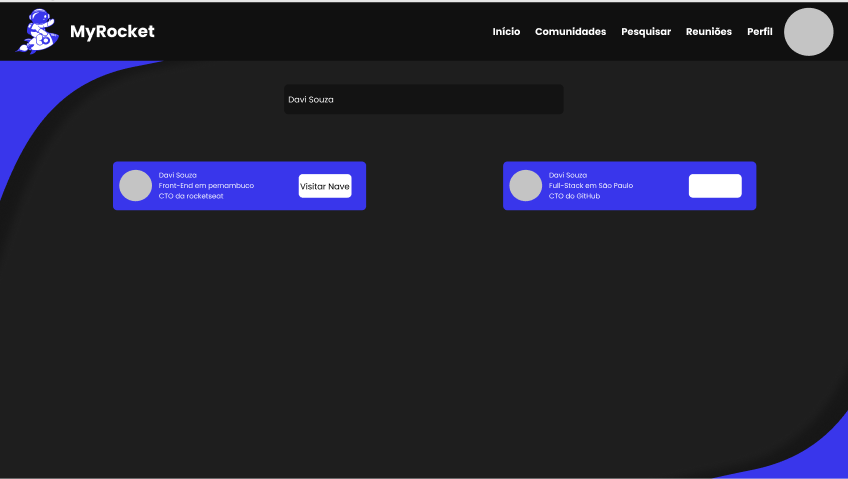 MyRocket
Início Comunidades Pesquisar Reuniões Perfil
Davi Souza
Davi Souza
Front-End em pernambuco
CTO da rocketseat
Visitar Nave
Davi Souza
Full-Stack em São Paulo
CTO do GitHub